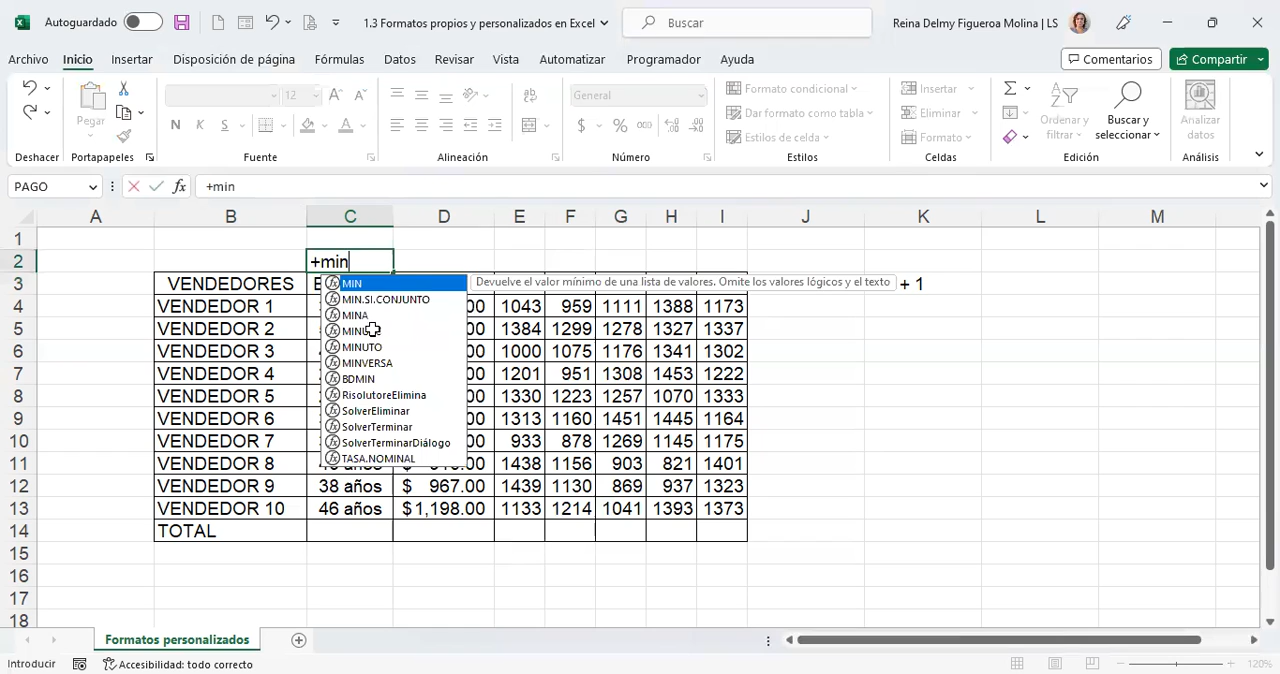 Autoguardado
1.3 Formatos propios y personalizados en Excel
Buscar
Reina Delmy Figueroa Molina | LS
Archivo Inicio Insertar Disposición de página Fórmulas Datos Revisar Vista Automatizar Programador Ayuda
Comentarios Compartir
Pegar
12
General
Formato condicional
Dar formato como tabla
Estilos de celda
Insertar
Eliminar
Formato
Ordenary
filtrar
Buscar y
seleccionar
Analizar
datos
Deshacer Portapapeles Fuente Alineación Número Estilos Celdas Edición Análisis
PAGO +min
A B C D E F G H I J K L M
1
2 +min
3 VENDEDORES + 1
4 VENDEDOR 1 00 1043 959 1111 1388 1173
5 VENDEDOR 2 00 1384 1299 1278 1327 1337
6 VENDEDOR 3 00 1000 1075 1176 1341 1302
7 VENDEDOR 4 00 1201 951 1308 1453 1222
8 VENDEDOR 5 00 1330 1223 1257 1070 1333
9 VENDEDOR 6 00 1313 1160 1451 1445 1164
10 VENDEDOR 7 00 933 878 1269 1145 1175
11 VENDEDOR 8 00 1438 1156 903 821 1401
12 VENDEDOR 9 38 años $ 967.00 1439 1130 869 937 1323
13 VENDEDOR 10 46 años $1,198.00 1133 1214 1041 1393 1373
14 TOTAL
15
16
17
18
MIN
MIN.SI.CONJUNTO
MINA
MINUTO
MINVERSA
BDMIN
RisolutoreElimina
SolverEliminar
SolverTerminar
SolverTerminarDiálogo
TASA.NOMINAL
Devuelve el valor mínimo de una lista de valores. Omite los valores lógicos y el texto
Formatos personalizados
Introducir
Accesibilidad: todo correcto
120%